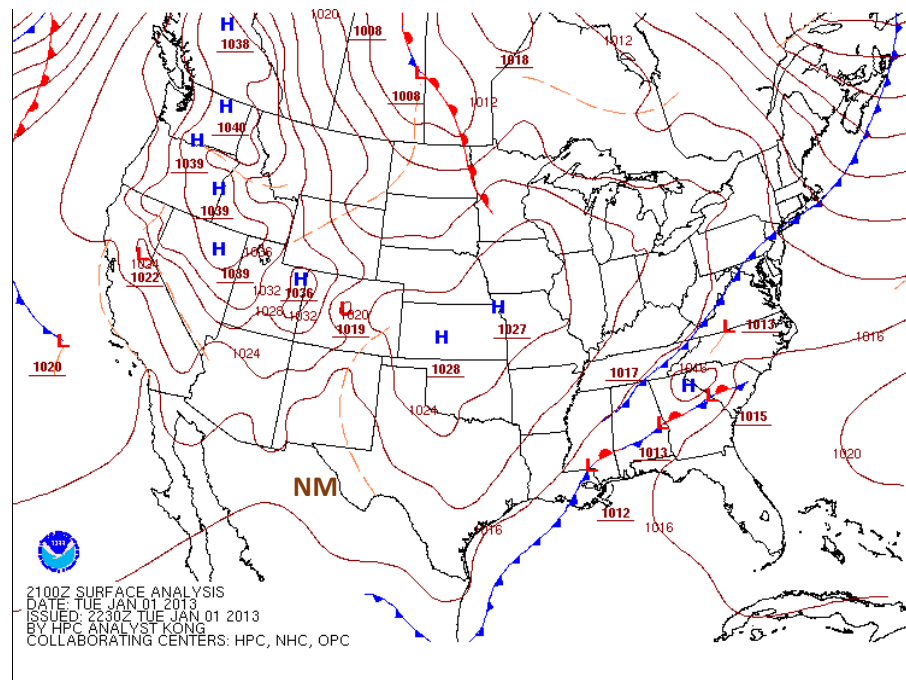 1020
1008
1012
H
1038
1018
L
1008
1012
H
1040
H
1039
H
1039
H
1036
1039
L
1024
1022
H
1036
1032
1028
1032
L
1020
1019
H
1027
H
1028
L
1020
1024
1024
L
1013
1016
1017
1016
H
L
1015
L
1013
1020
L
1012
1016
1016
NM
2100Z SURFACE ANALYSIS
DATE: TUE JAN 01 2013
ISSUED: 2230Z TUE JAN 01 2013
BY HPC ANALYST KONG
COLLABORATING CENTERS: HPC, NHC, OPC